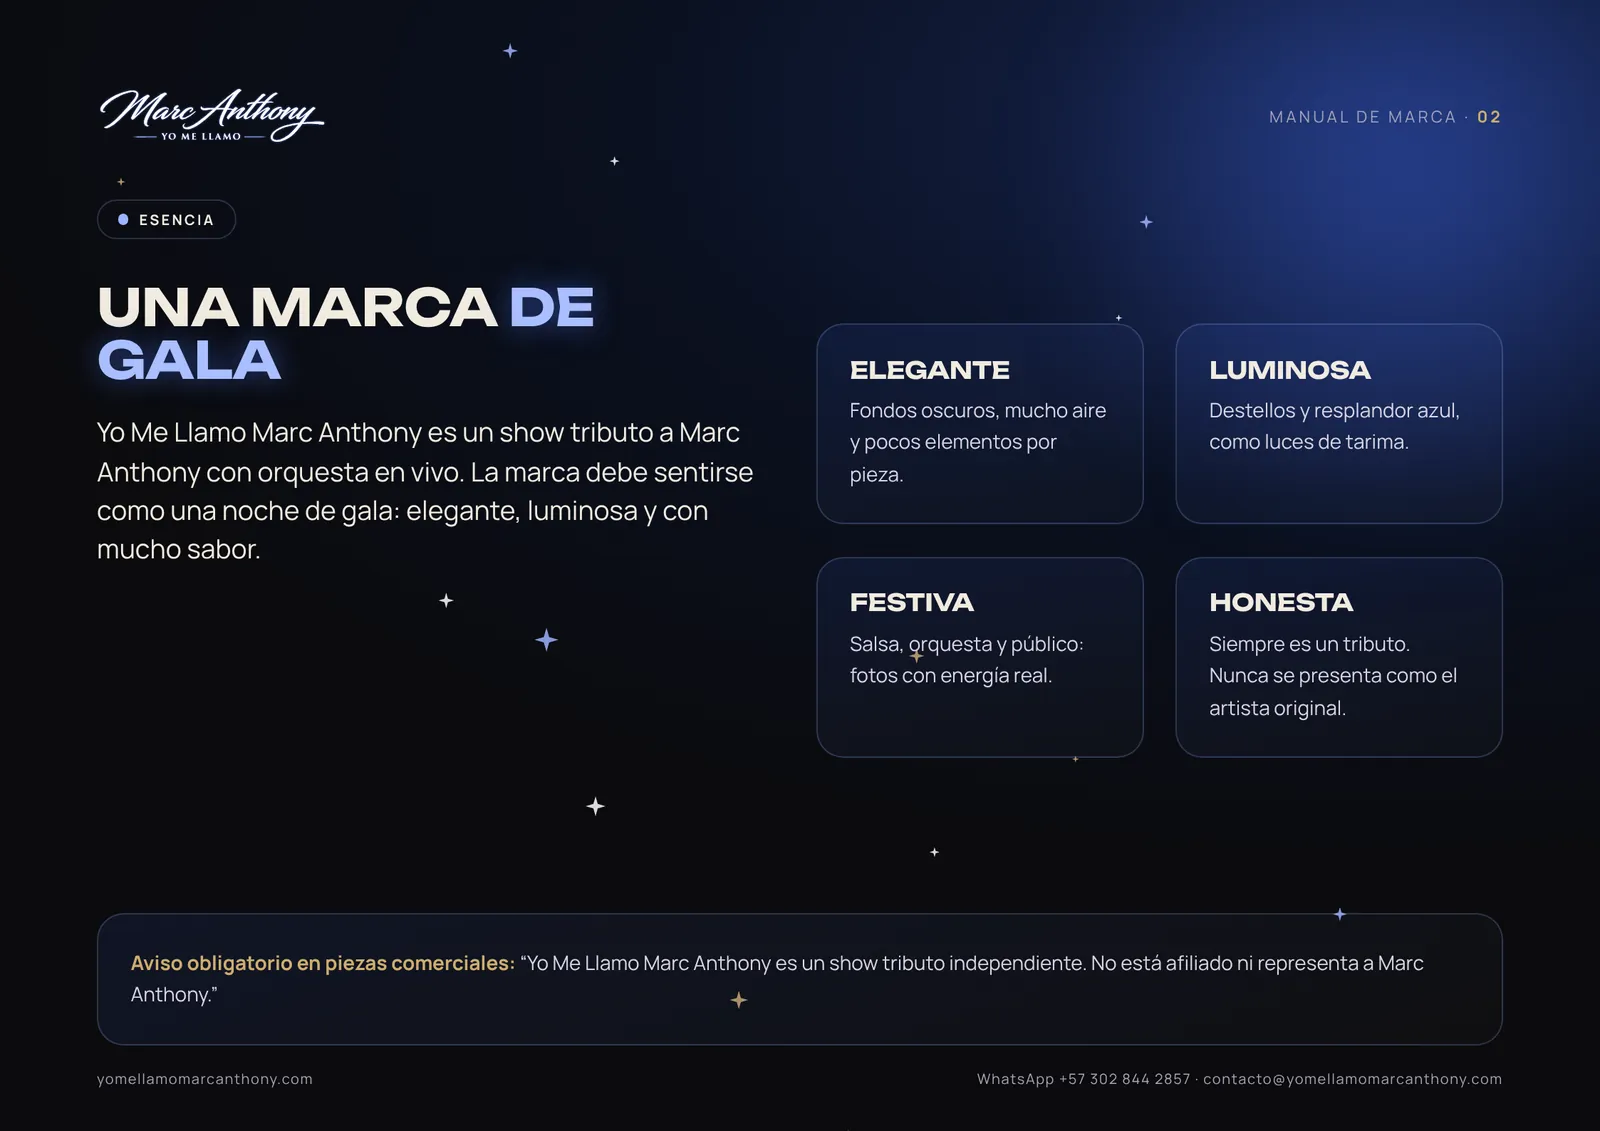 Marc Anthony
YO ME LLAMO
MANUAL DE MARCA · 02
ESENCIA
UNA MARCA DE
GALA
Yo Me Llamo Marc Anthony es un show tributo a Marc
Anthony con orquesta en vivo. La marca debe sentirse
como una noche de gala: elegante, luminosa y con
mucho sabor.
ELEGANTE
Fondos oscuros, mucho aire
y pocos elementos por
pieza.
LUMINOSA
Destellos y resplandor azul,
como luces de tarima.
FESTIVA
Salsa, orquesta y público:
fotos con energía real.
HONESTA
Siempre es un tributo.
Nunca se presenta como el
artista original.
Aviso obligatorio en piezas comerciales: “Yo Me Llamo Marc Anthony es un show tributo independiente. No está afiliado ni representa a Marc
Anthony.”
yomellamomarcanthony.com
WhatsApp +57 302 844 2857 · contacto@yomellamomarcanthony.com